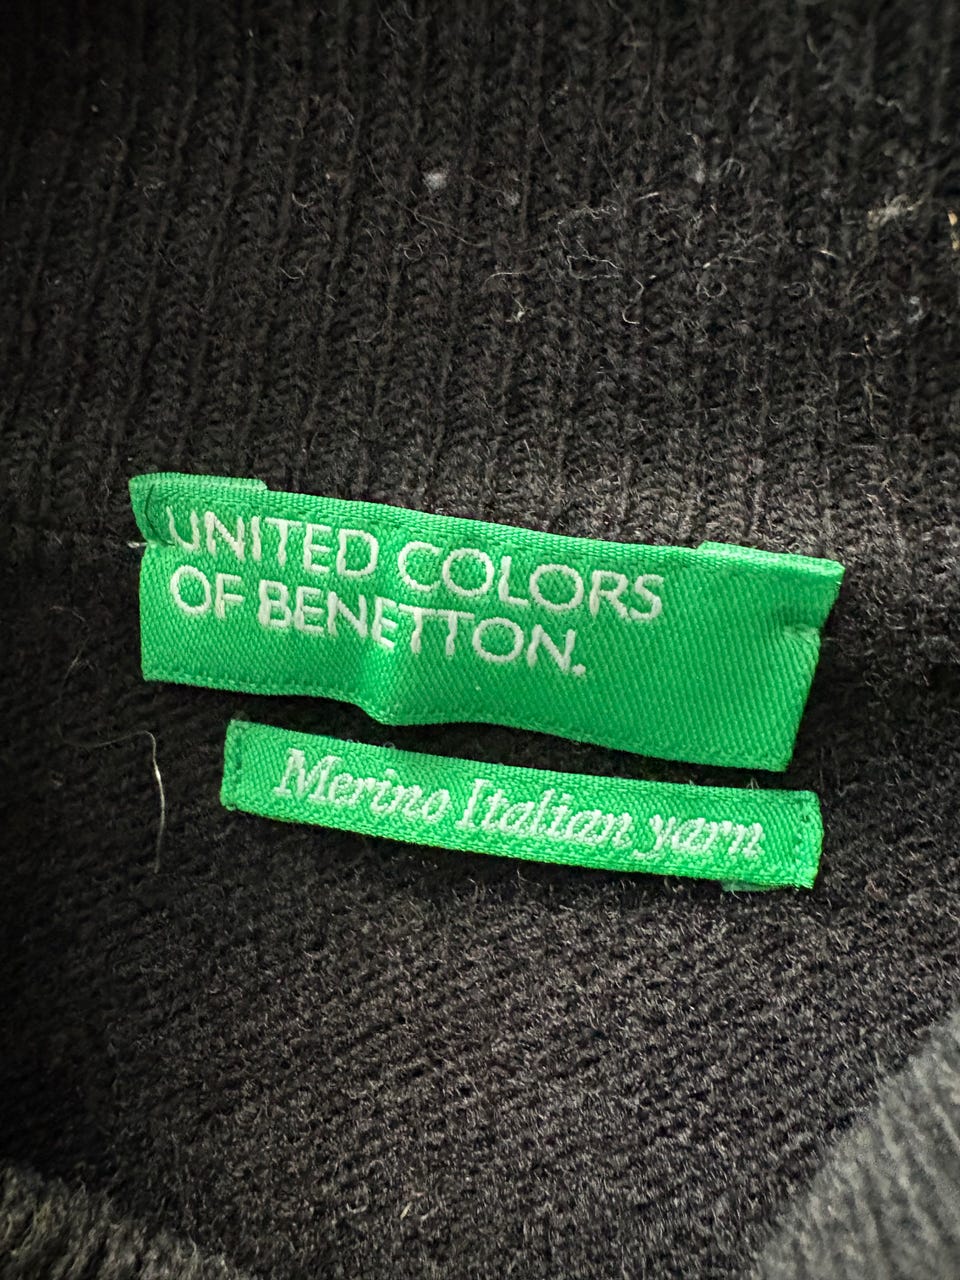 UNITED COLORS
OF BENETTON.
Merino Italian yarn